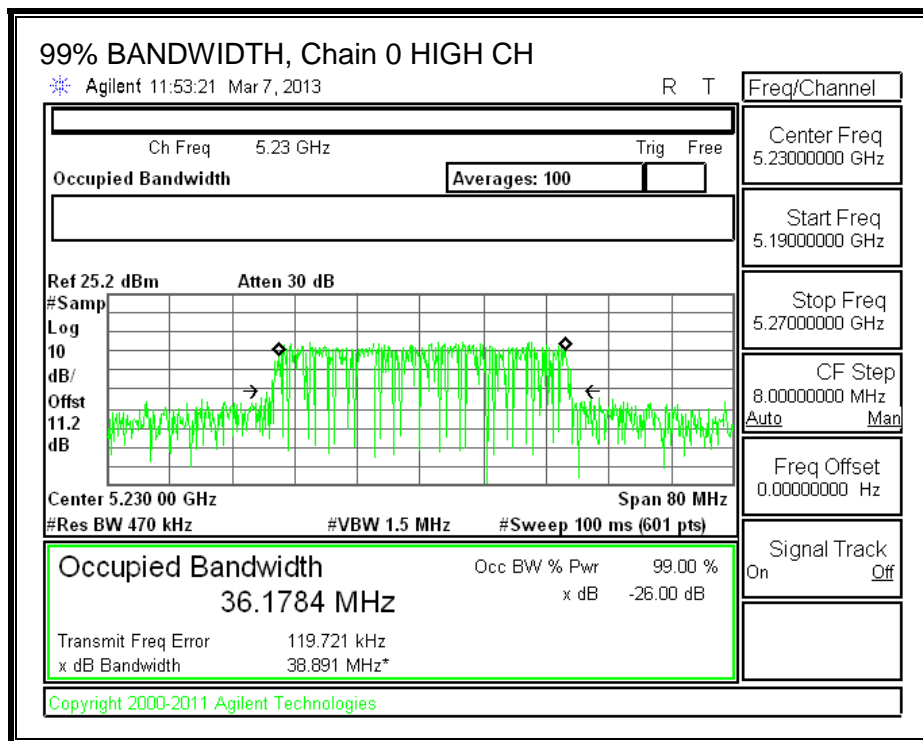 99% BANDWIDTH, Chain 0 HIGH CH
Agilent 11:53:21 Mar 7, 2013 R T
Freq/Channel
Ch Freq 5.23 GHz Trig Free
Occupied Bandwidth Averages: 100
Center Freq
5.23000000 GHz
Start Freq
5.19000000 GHz
Stop Freq
5.27000000 GHz
CF Step
8.00000000 MHz
Auto Man
Freq Offset
0.00000000 Hz
Signal Track
On Off
Ref 25.2 dBm Atten 30 dB
#Samp
Log
10
dB/
Offst
11.2
dB
Center 5.230 00 GHz Span 80 MHz
#Res BW 470 kHz #VBW 1.5 MHz #Sweep 100 ms (601 pts)
Occupied Bandwidth Occ BW % Pwr 99.00 %
36.1784 MHz x dB -26.00 dB
Transmit Freq Error 119.721 kHz
x dB Bandwidth 38.891 MHz*
Copyright 2000-2011 Agilent Technologies